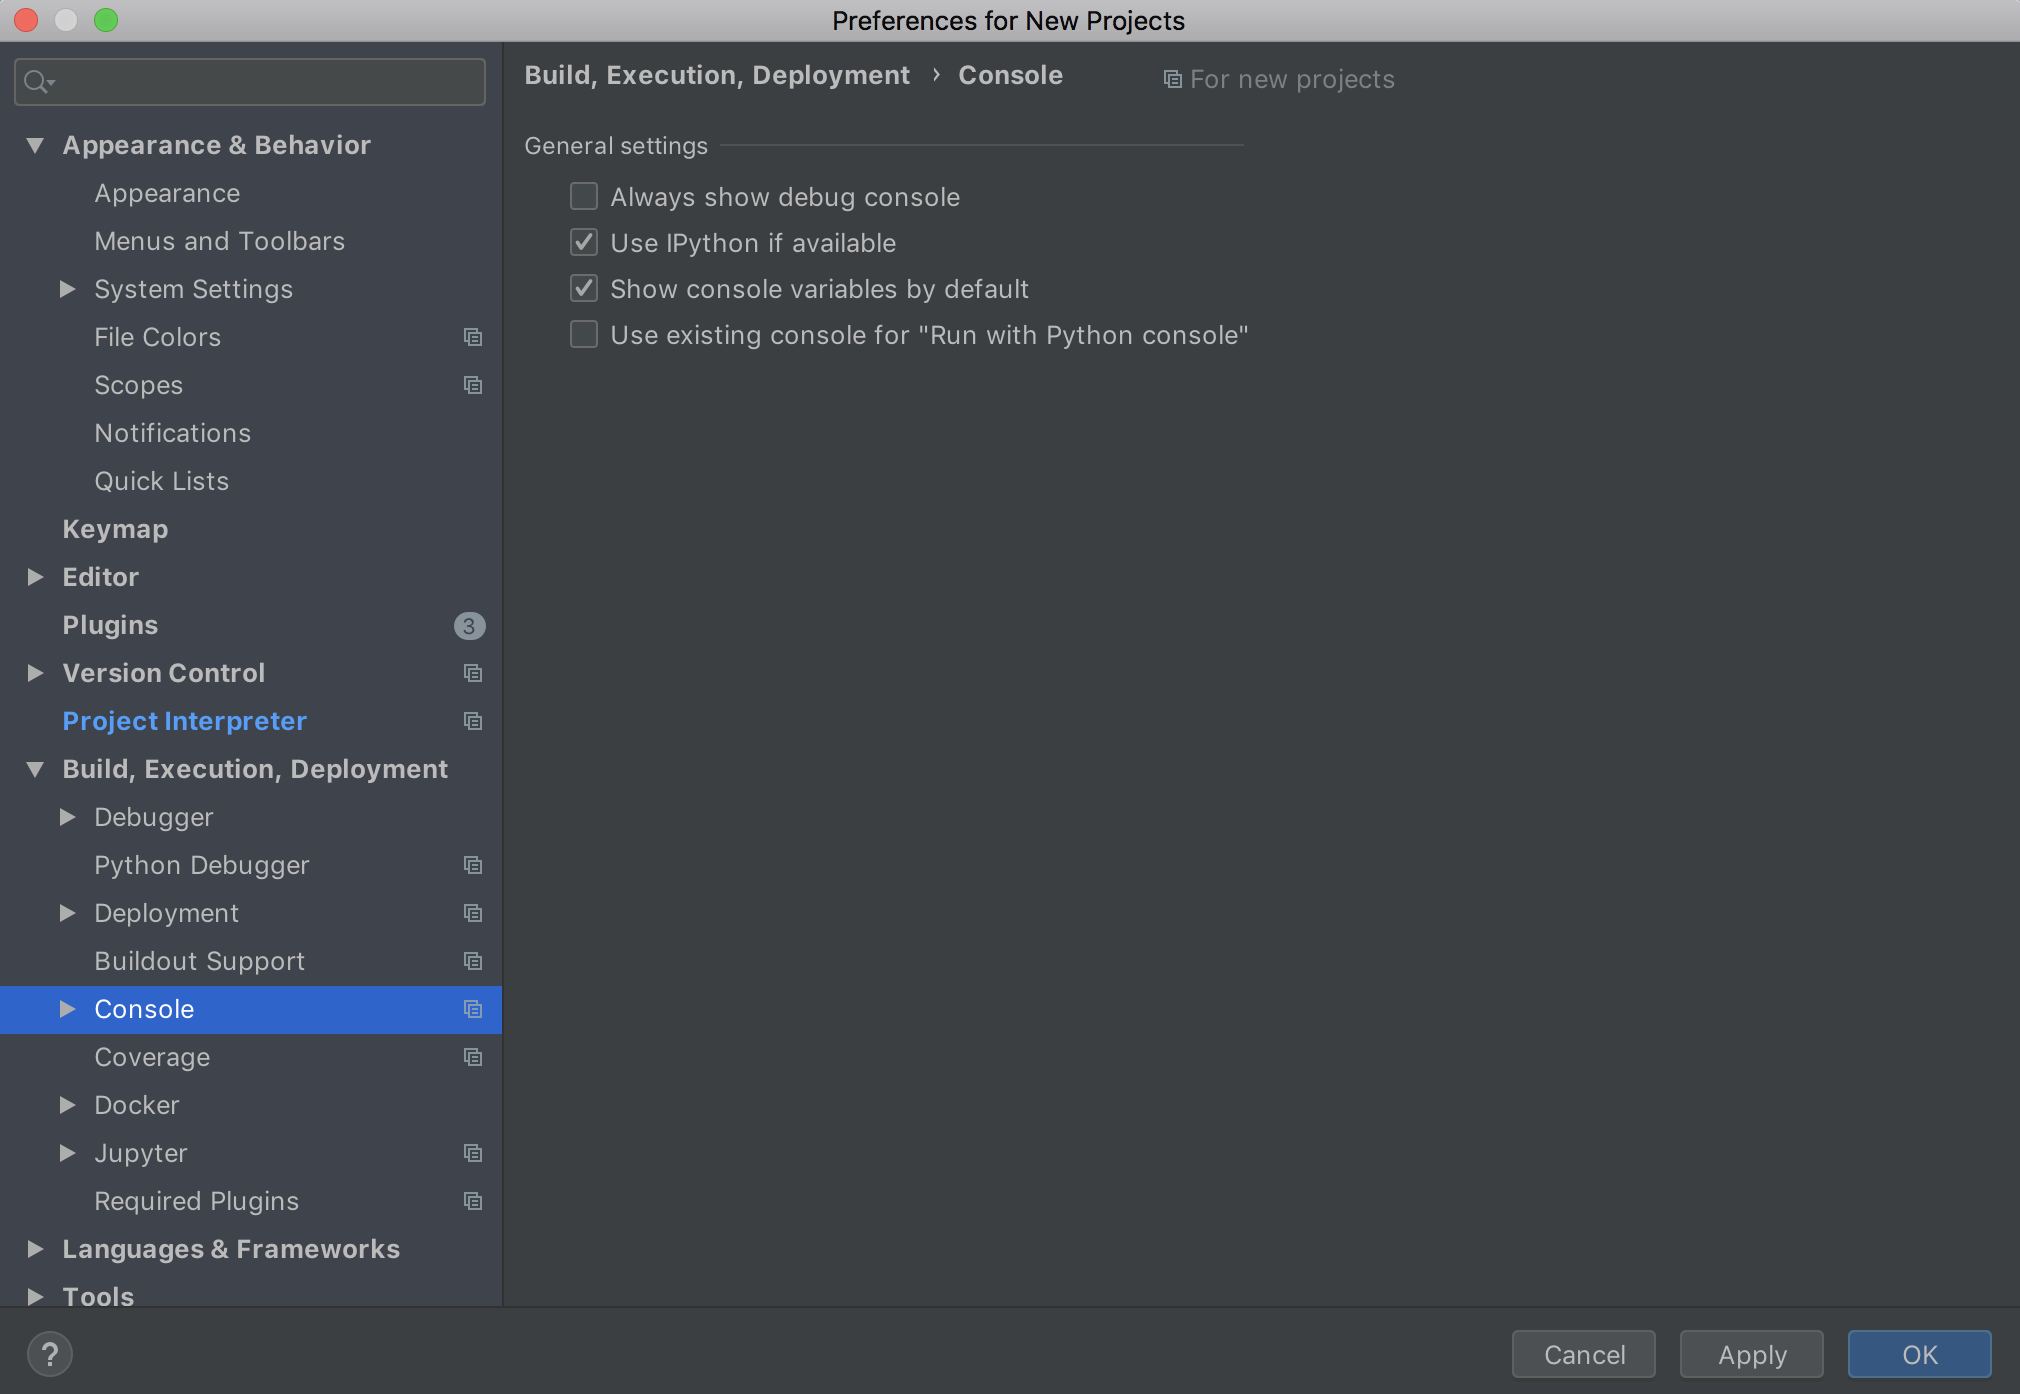 Preferences for New Projects
Appearance & Behavior
Appearance
Menus and Toolbars
System Settings
File Colors
Scopes
Notifications
Quick Lists
Keymap
Editor
Plugins 3
Version Control
Project Interpreter
Build, Execution, Deployment
Debugger
Python Debugger
Deployment
Buildout Support
Console
Coverage
Docker
Jupyter
Required Plugins
Languages & Frameworks
Tools
Build, Execution, Deployment › Console For new projects
General settings
Always show debug console
Use IPython if available
Show console variables by default
Use existing console for "Run with Python console"
? Cancel Apply OK